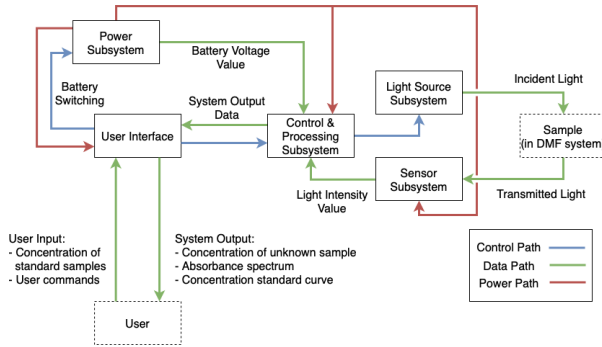 Power
Subsystem
Battery Voltage
Value
Battery
Switching
System Output
Data
User Interface
Control &
Processing
Subsystem
Light Source
Subsystem
Incident Light
Sample
(in DMF system)
Sensor
Subsystem
Light Intensity
Value
Transmitted Light
User Input:
- Concentration of
standard samples
- User commands
System Output:
- Concentration of unknown sample
- Absorbance spectrum
- Concentration standard curve
User
Control Path
Data Path
Power Path